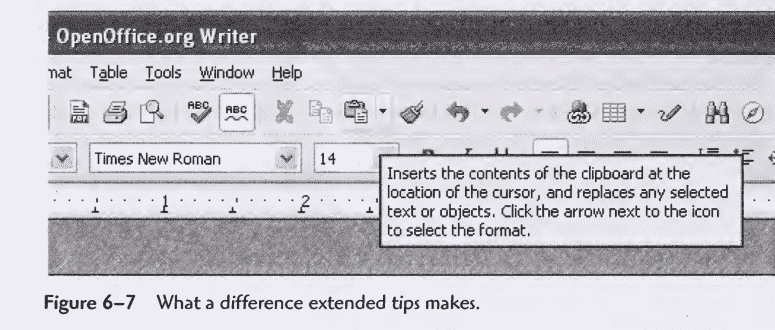 OpenOffice.org Writer
mat Table Tools Window Help
ABC ABC
Times New Roman 14
Inserts the contents of the clipboard at the
location of the cursor, and replaces any selected
text or objects. Click the arrow next to the icon
to select the format.
1 2
Figure 6–7 What a difference extended tips makes.